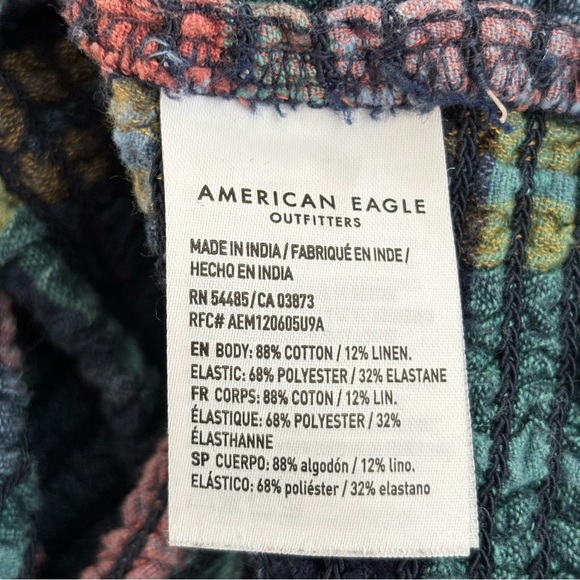 AMERICAN EAGLE
OUTFITTERS
MADE IN INDIA / FABRIQUÉ EN INDE /
HECHO EN INDIA
RN 54485 / CA 03873
RFC# AEM120605U9A
EN BODY: 88% COTTON / 12% LINEN.
ELASTIC: 68% POLYESTER / 32% ELASTANE
FR CORPS: 88% COTON / 12% LIN.
ÉLASTIQUE: 68% POLYESTER / 32%
ÉLASTHANNE
SP CUERPO: 88% algodón / 12% lino.
ELÁSTICO: 68% poliéster / 32% elastano